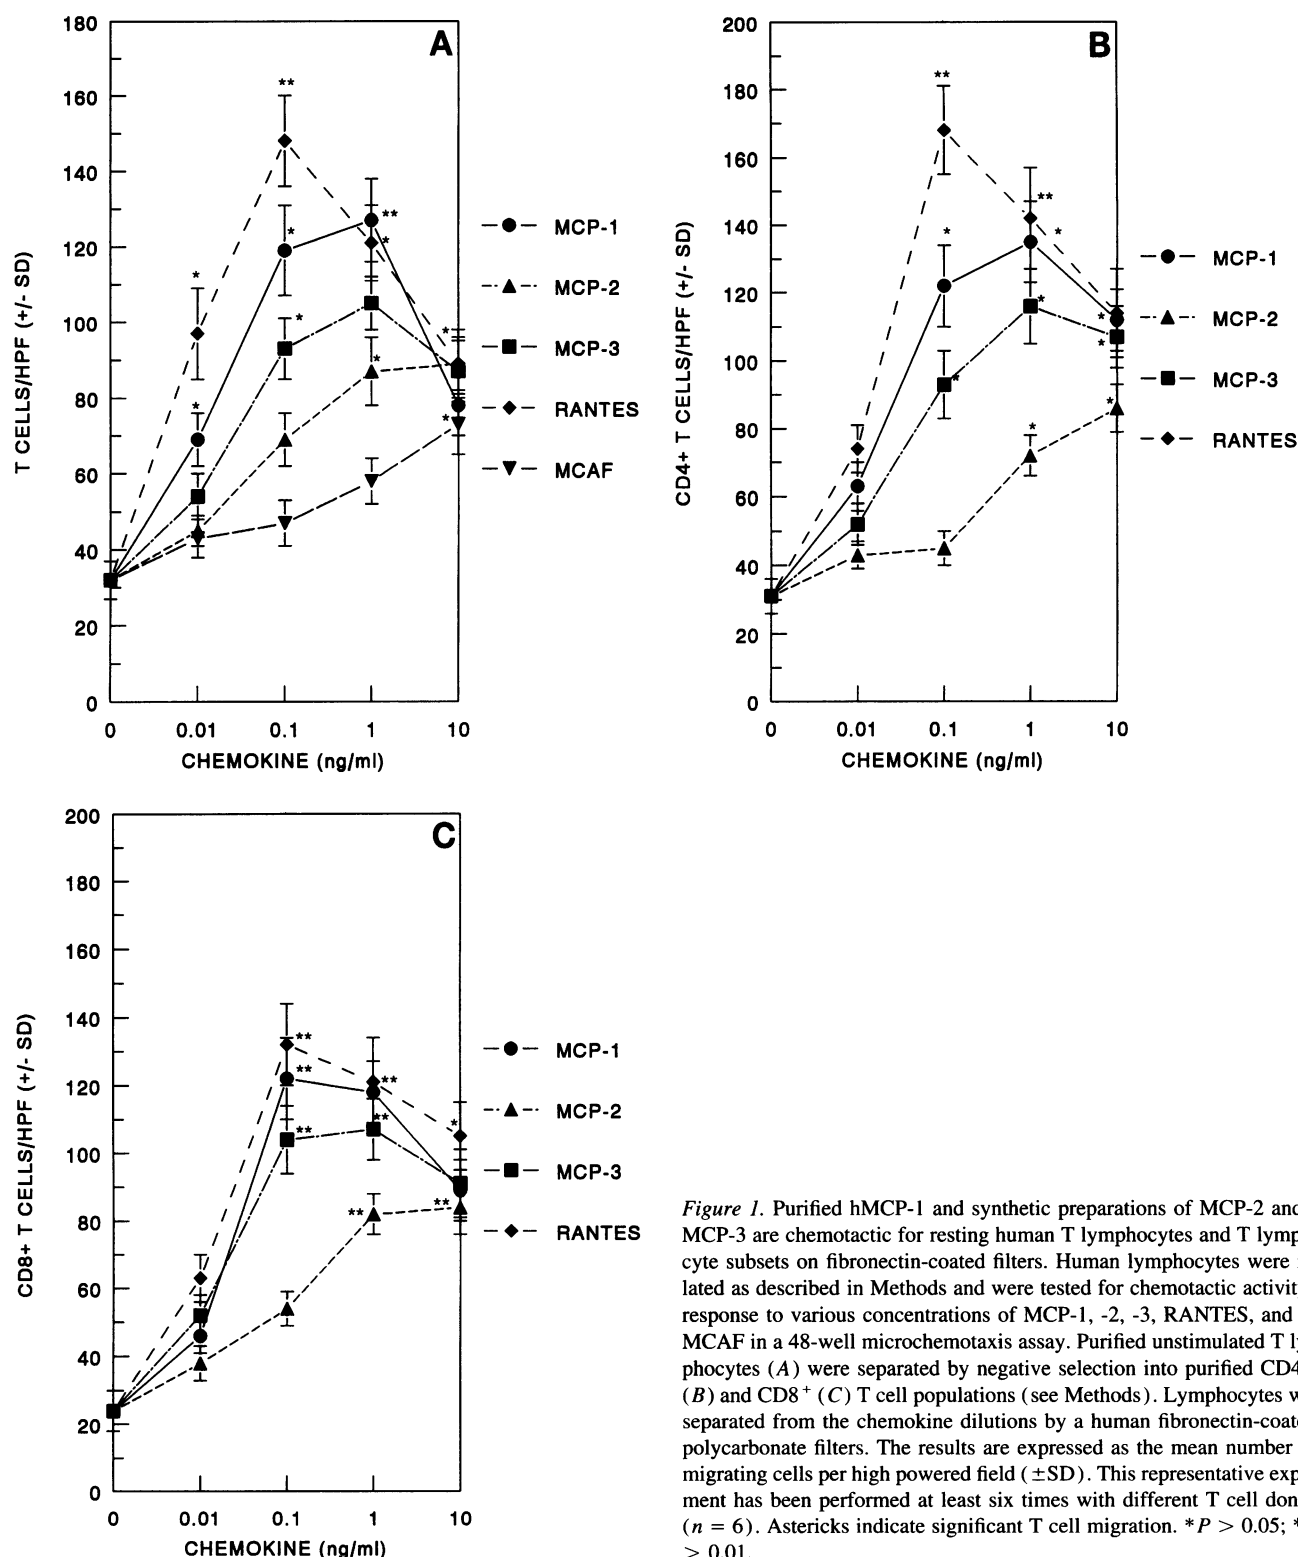 A
180
160
140
120
100
80
60
40
20
0
T CELLS/HPF (+/- SD)
** 
* * ** * * * * * *
0 0.01 0.1 1 10
CHEMOKINE (ng/ml)
MCP-1
MCP-2
MCP-3
RANTES
MCAF
B
200
180
160
140
120
100
80
60
40
20
0
CD4+ T CELLS/HPF (+/- SD)
**
* ** * * * * * * *
0 0.01 0.1 1 10
CHEMOKINE (ng/ml)
MCP-1
MCP-2
MCP-3
RANTES
C
200
180
160
140
120
100
80
60
40
20
0
CD8+ T CELLS/HPF (+/- SD)
** ** ** ** ** ** * **
0 0.01 0.1 1 10
CHEMOKINE (ng/ml)
MCP-1
MCP-2
MCP-3
RANTES
Figure 1. Purified hMCP-1 and synthetic preparations of MCP-2 and
MCP-3 are chemotactic for resting human T lymphocytes and T lymp
cyte subsets on fibronectin-coated filters. Human lymphocytes were
lated as described in Methods and were tested for chemotactic activit
response to various concentrations of MCP-1, -2, -3, RANTES, and
MCAF in a 48-well microchemotaxis assay. Purified unstimulated T l
phocytes (A) were separated by negative selection into purified CD4
(B) and CD8+ (C) T cell populations (see Methods). Lymphocytes w
separated from the chemokine dilutions by a human fibronectin-coat
polycarbonate filters. The results are expressed as the mean number
migrating cells per high powered field (±SD). This representative exp
ment has been performed at least six times with different T cell don
(n = 6). Astericks indicate significant T cell migration. *P > 0.05; *
> 0.01.